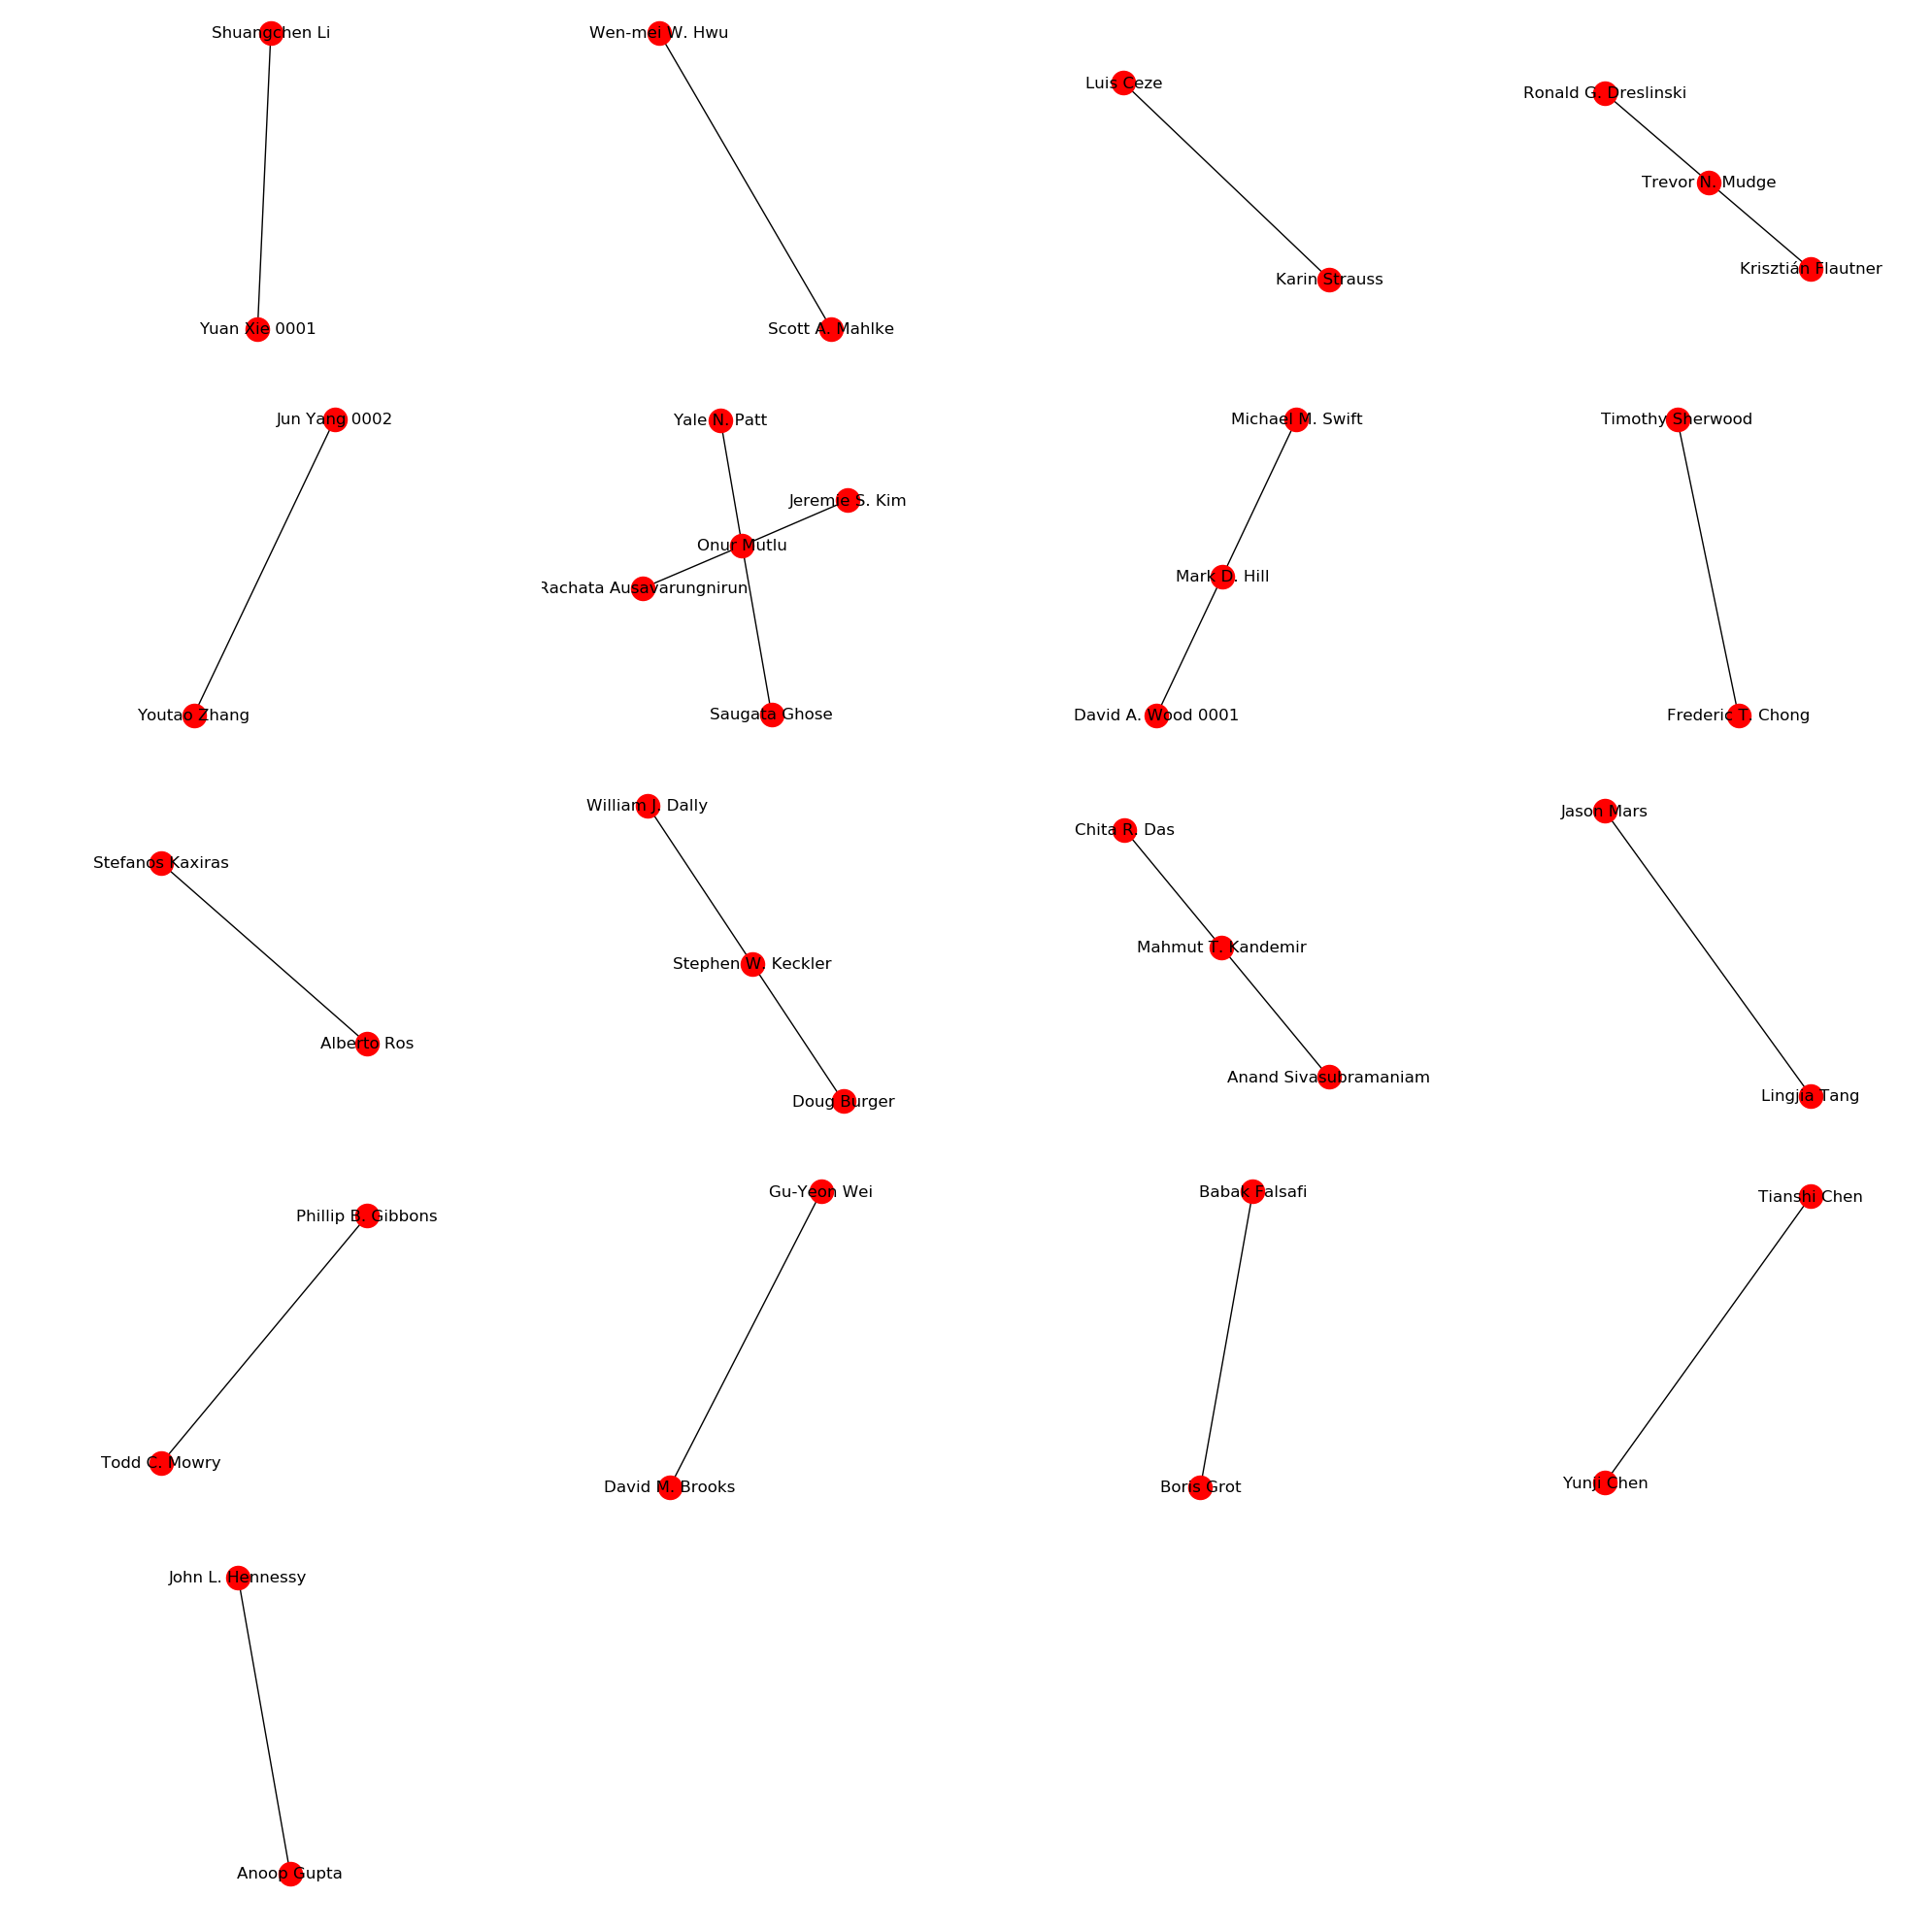 Shuangchen Li
Yuan Xie 0001
Wen-mei W. Hwu
Scott A. Mahlke
Luis Ceze
Karin Strauss
Ronald G. Dreslinski
Trevor N. Mudge
Krisztián Flautner
Jun Yang 0002
Youtao Zhang
Yale N. Patt
Jeremie S. Kim
Onur Mutlu
Rachata Ausavarungnirun
Saugata Ghose
Michael M. Swift
Mark D. Hill
David A. Wood 0001
Timothy Sherwood
Frederic T. Chong
Stefanos Kaxiras
Alberto Ros
William J. Dally
Stephen W. Keckler
Doug Burger
Chita R. Das
Mahmut T. Kandemir
Anand Sivasubramaniam
Jason Mars
Lingjia Tang
Phillip B. Gibbons
Todd C. Mowry
Gu-Yeon Wei
David M. Brooks
Babak Falsafi
Boris Grot
Tianshi Chen
Yunji Chen
John L. Hennessy
Anoop Gupta